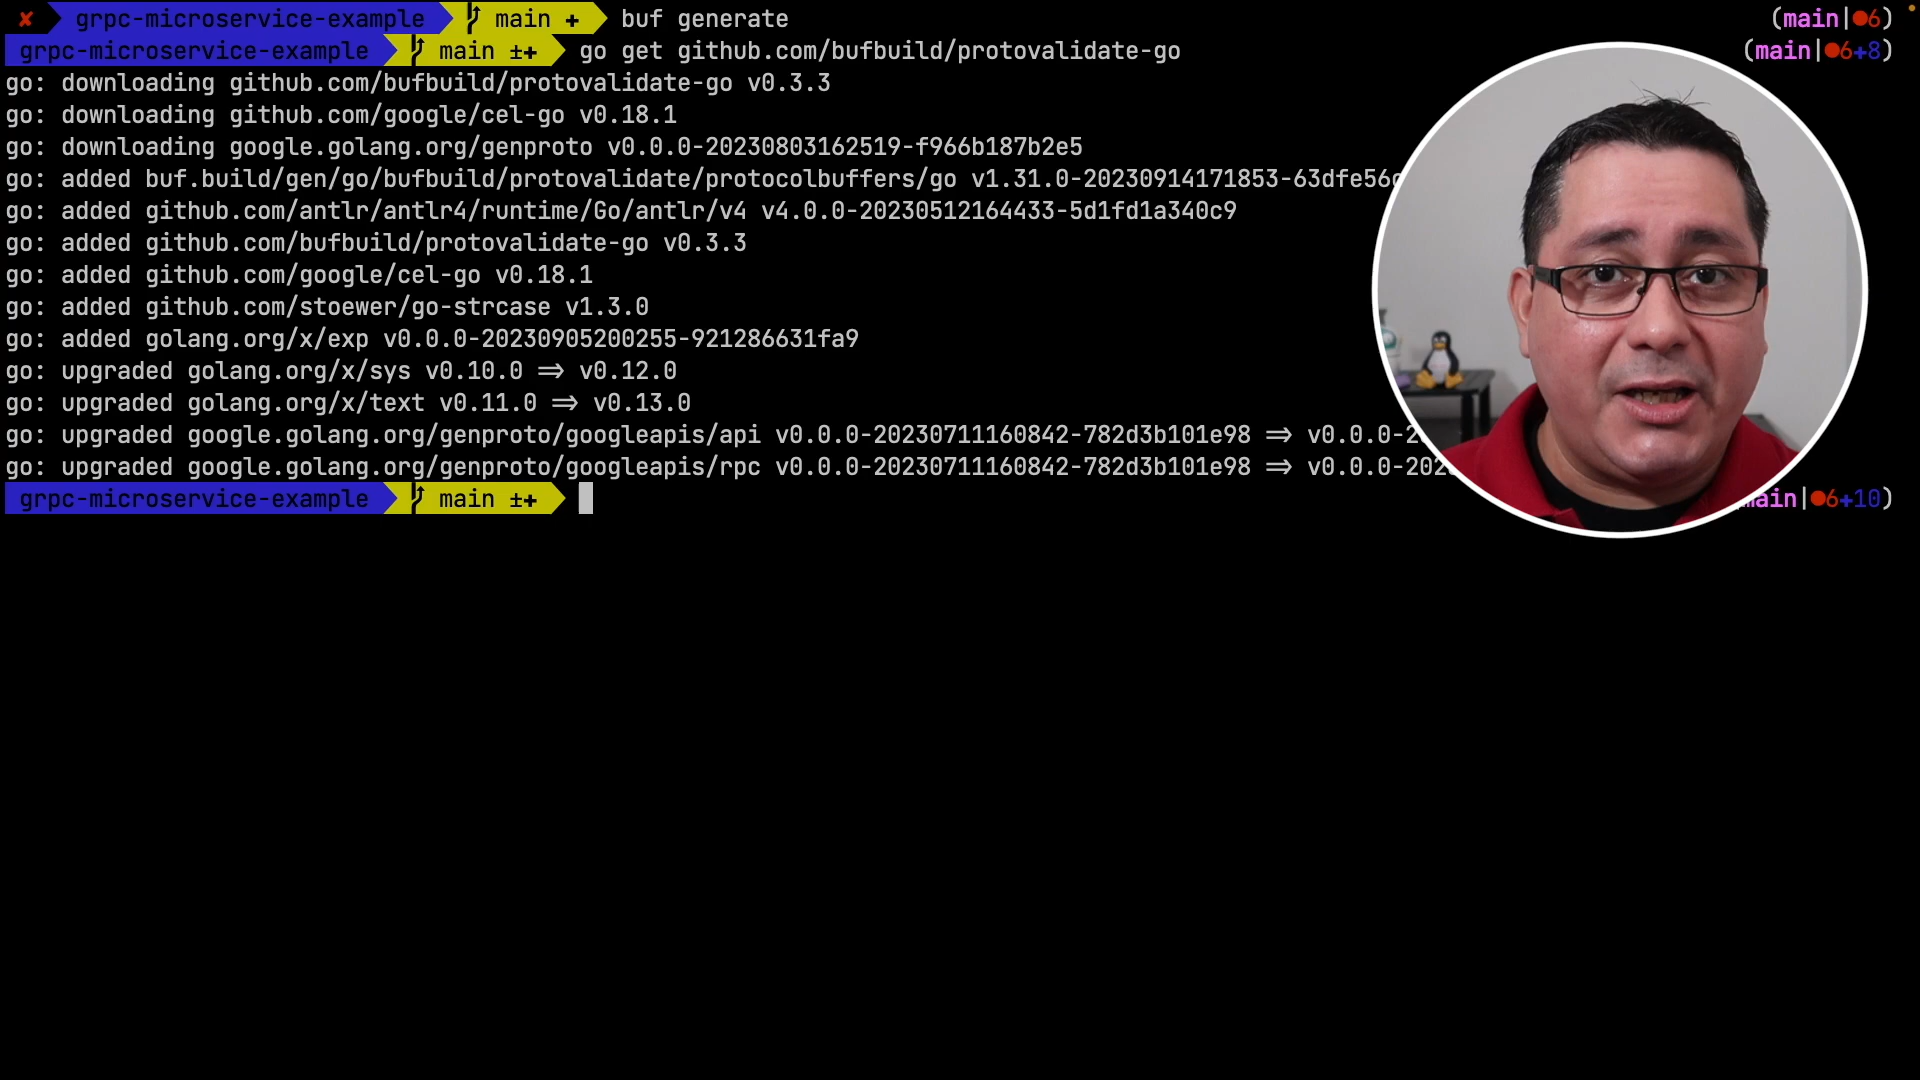 ✘ grpc-microservice-example main ✚ buf generate (main|●6)
grpc-microservice-example main ±✚ go get github.com/bufbuild/protovalidate-go (main|●6+8)
go: downloading github.com/bufbuild/protovalidate-go v0.3.3
go: downloading github.com/google/cel-go v0.18.1
go: downloading google.golang.org/genproto v0.0.0-20230803162519-f966b187b2e5
go: added buf.build/gen/go/bufbuild/protovalidate/protocolbuffers/go v1.31.0-20230914171853-63dfe56
go: added github.com/antlr/antlr4/runtime/Go/antlr/v4 v4.0.0-20230512164433-5d1fd1a340c9
go: added github.com/bufbuild/protovalidate-go v0.3.3
go: added github.com/google/cel-go v0.18.1
go: added github.com/stoewer/go-strcase v1.3.0
go: added golang.org/x/exp v0.0.0-20230905200255-921286631fa9
go: upgraded golang.org/x/sys v0.10.0 => v0.12.0
go: upgraded golang.org/x/text v0.11.0 => v0.13.0
go: upgraded google.golang.org/genproto/googleapis/api v0.0.0-20230711160842-782d3b101e98 => v0.0.0-2
go: upgraded google.golang.org/genproto/googleapis/rpc v0.0.0-20230711160842-782d3b101e98 => v0.0.0-202
grpc-microservice-example main ±✚ main|●6+10)